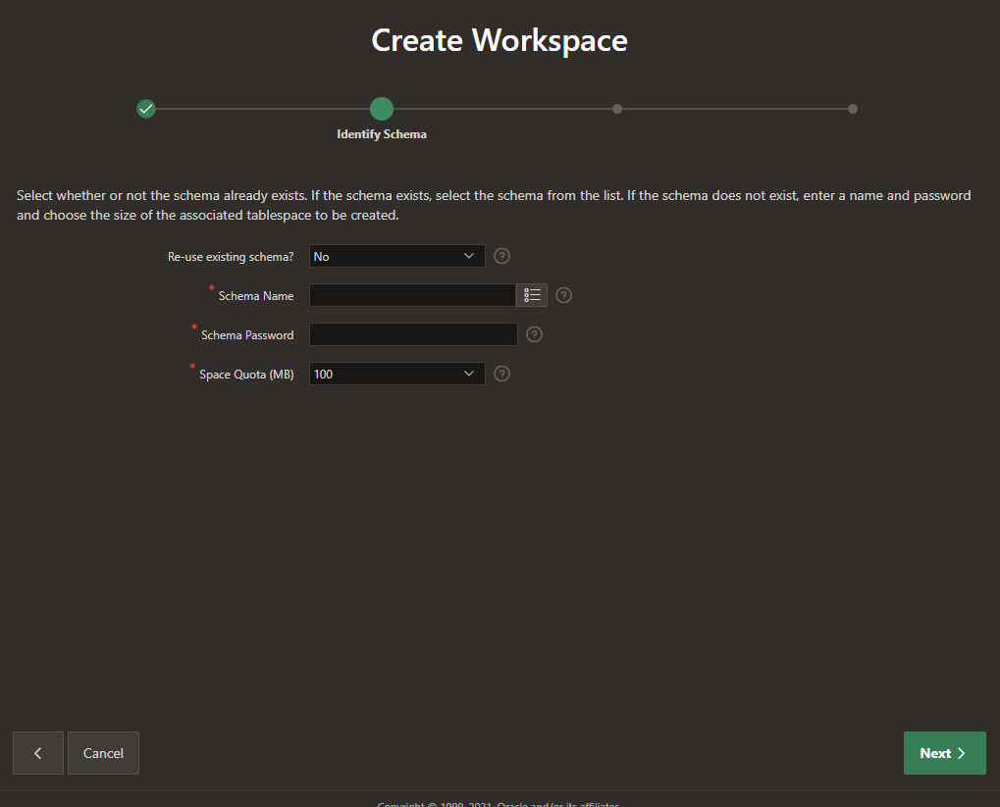 Create Workspace
Identify Schema
Select whether or not the schema already exists. If the schema exists, select the schema from the list. If the schema does not exist, enter a name and password
and choose the size of the associated tablespace to be created.
Re-use existing schema? No
* Schema Name
* Schema Password
* Space Quota (MB) 100
Cancel Next
Copyright © 1999, 2021, Oracle and/or its affiliates.